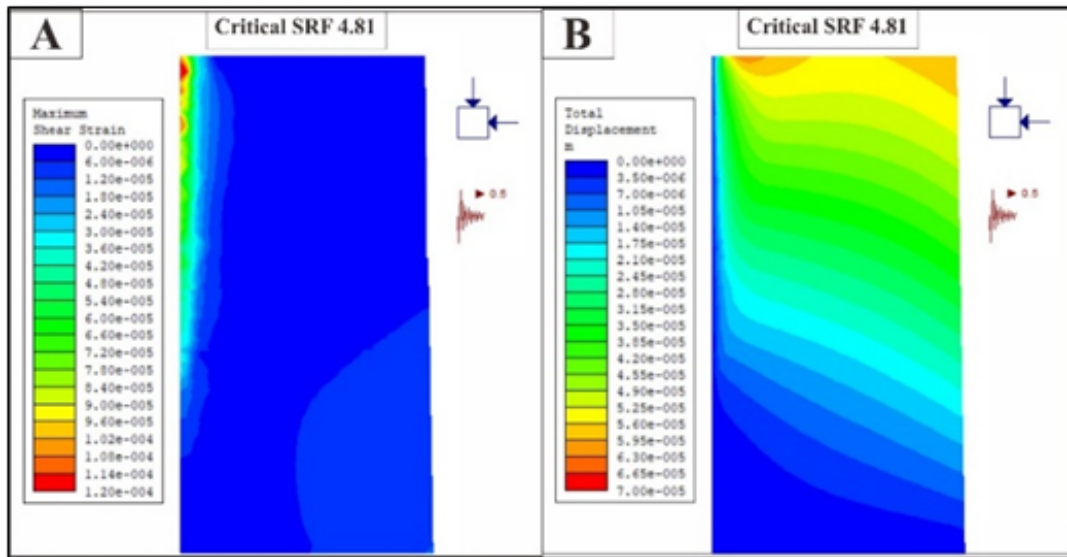 A
Critical SRF 4.81
Maximum
Shear Strain
0.00e+000
6.00e-006
1.20e-005
1.80e-005
2.40e-005
3.00e-005
3.60e-005
4.20e-005
4.80e-005
5.40e-005
6.00e-005
6.60e-005
7.20e-005
7.80e-005
8.40e-005
9.00e-005
9.60e-005
1.02e-004
1.08e-004
1.14e-004
1.20e-004
0.5
B
Critical SRF 4.81
Total
Displacement
m
0.00e+000
3.50e-006
7.00e-006
1.05e-005
1.40e-005
1.75e-005
2.10e-005
2.45e-005
2.80e-005
3.15e-005
3.50e-005
3.85e-005
4.20e-005
4.55e-005
4.90e-005
5.25e-005
5.60e-005
5.95e-005
6.30e-005
6.65e-005
7.00e-005
0.5